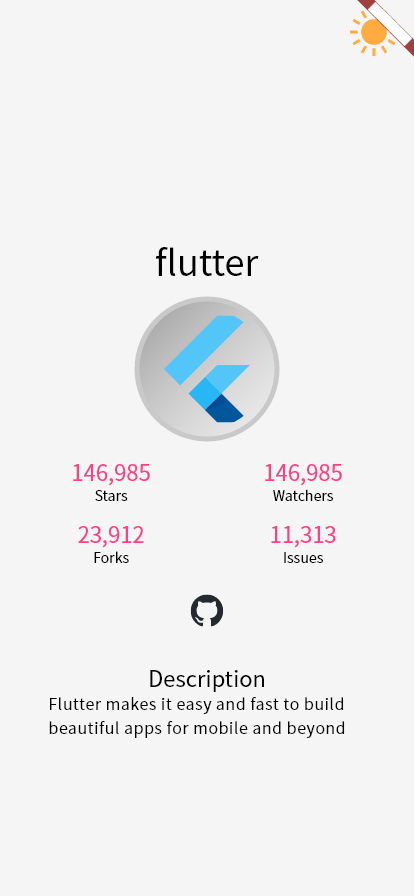 flutter
146,985
146,985
Stars
Watchers
23,912
11,313
Forks
Issues
Description
Flutter makes it easy and fast to build
beautiful apps for mobile and beyond